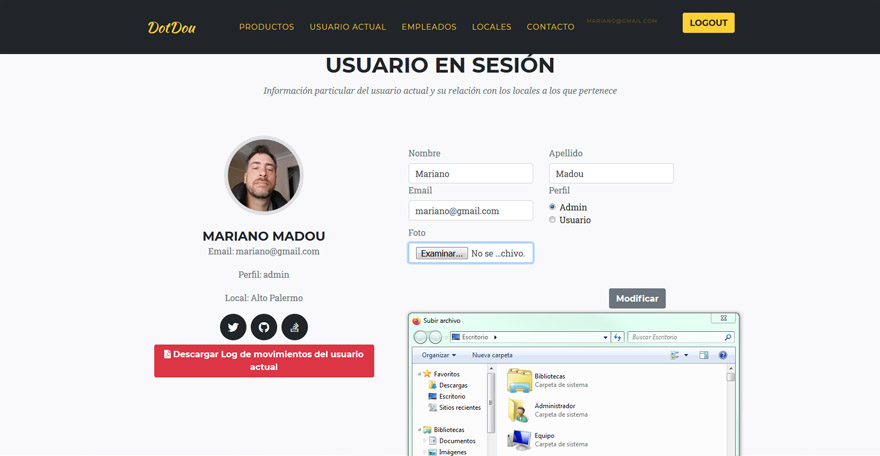 DotDou
PRODUCTOS USUARIO ACTUAL EMPLEADOS LOCALES CONTACTO MARIANO@GMAIL.COM LOGOUT
USUARIO EN SESIÓN
Información particular del usuario actual y su relación con los locales a los que pertenece
MARIANO MADOU
Email: mariano@gmail.com
Perfil: admin
Local: Alto Palermo
Descargar Log de movimientos del usuario
actual
Nombre Apellido
Mariano Madou
Email Perfil
mariano@gmail.com Admin
Usuario
Foto
Examinar... No se ...chivo.
Modificar
Subir archivo
Escritorio Buscar Escritorio
Organizar Nueva carpeta
Favoritos
Descargas
Escritorio
Sitios recientes
Bibliotecas
Documentos
Imágenes
Bibliotecas
Carpeta de sistema
Administrador
Carpeta de sistema
Equipo
Carpeta de sistema